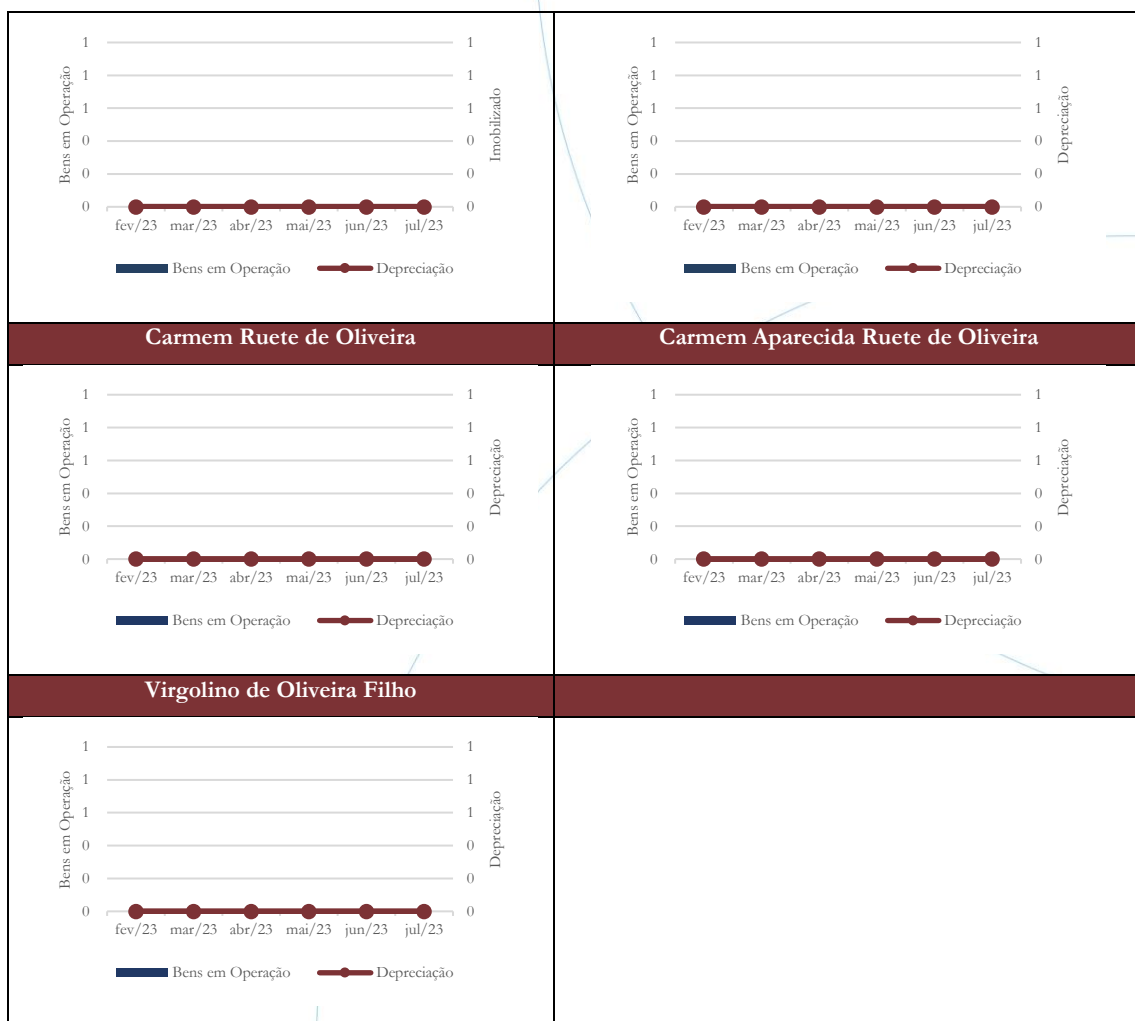 Bens em Operação
1 1
1 1
1 1
0 0
0 0
0 0
Imobilizado
fev/23 mar/23 abr/23 mai/23 jun/23 jul/23
Bens em Operação Depreciação
Bens em Operação
1 1
1 1
1 1
0 0
0 0
0 0
Depreciação
fev/23 mar/23 abr/23 mai/23 jun/23 jul/23
Bens em Operação Depreciação
Carmem Ruete de Oliveira
Bens em Operação
1 1
1 1
1 1
0 0
0 0
0 0
Depreciação
fev/23 mar/23 abr/23 mai/23 jun/23 jul/23
Bens em Operação Depreciação
Carmem Aparecida Ruete de Oliveira
Bens em Operação
1 1
1 1
1 1
0 0
0 0
0 0
Depreciação
fev/23 mar/23 abr/23 mai/23 jun/23 jul/23
Bens em Operação Depreciação
Virgolino de Oliveira Filho
Bens em Operação
1 1
1 1
1 1
0 0
0 0
0 0
Depreciação
fev/23 mar/23 abr/23 mai/23 jun/23 jul/23
Bens em Operação Depreciação